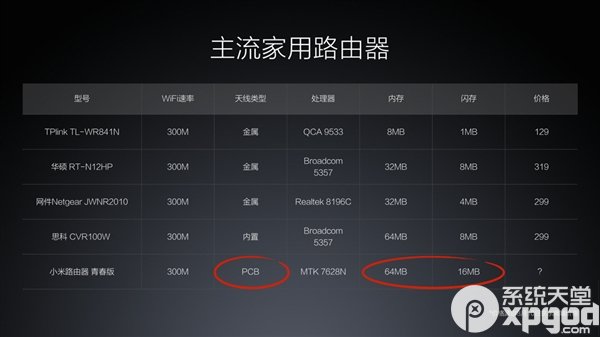 主流家用路由器
型号 WiFi速率 天线类型 处理器 内存 闪存 价格
TPlink TL-WR841N 300M 金属 QCA 9533 8MB 1MB 129
华硕 RT-N12HP 300M 金属 Broadcom 5357 32MB 8MB 319
网件Netgear JWNR2010 300M 金属 Realtek 8196C 32MB 4MB 299
思科 CVR100W 300M 内置 Broadcom 5357 64MB 8MB 299
小米路由器 青春版 300M PCB MTK 7628N 64MB 16MB ?
系统天堂
xpgod.com